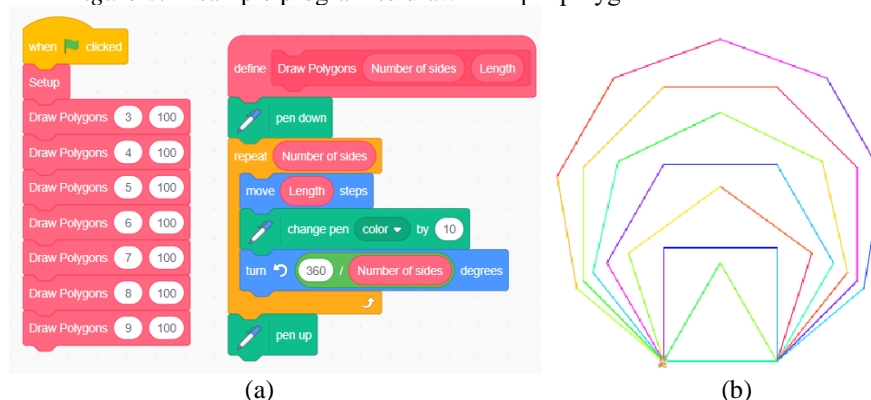 when clicked
Setup
Draw Polygons 3 100
Draw Polygons 4 100
Draw Polygons 5 100
Draw Polygons 6 100
Draw Polygons 7 100
Draw Polygons 8 100
Draw Polygons 9 100
define Draw Polygons Number of sides Length
pen down
repeat Number of sides
move Length steps
change pen color by 10
turn 360 / Number of sides degrees
pen up
(a)
(b)